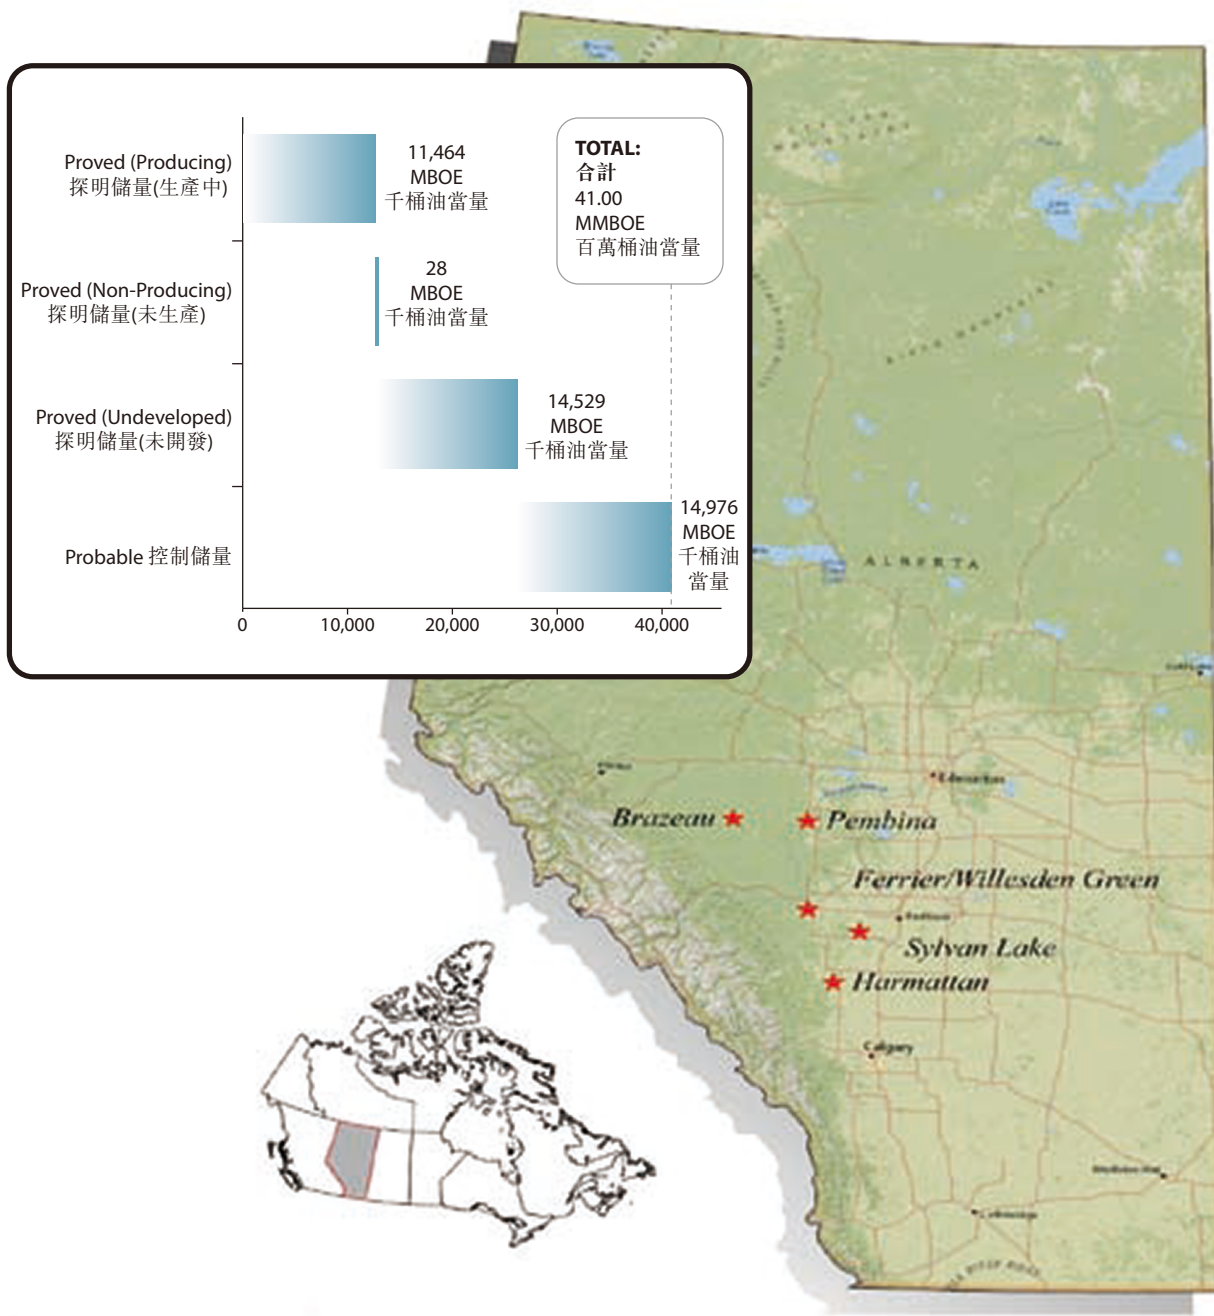 Proved (Producing)
探明儲量(生產中)
11,464
MBOE
千桶油當量
TOTAL:
合計
41.00
MMBOE
百萬桶油當量
Proved (Non-Producing)
探明儲量(未生產)
28
MBOE
千桶油當量
Proved (Undeveloped)
探明儲量(未開發)
14,529
MBOE
千桶油當量
Probable 控制儲量
14,976
MBOE
千桶油
當量
0
10,000
20,000
30,000
40,000
ALBERTA
Edmonton
Brazeau
Pembina
Ferrier/Willesden Green
Sylvan Lake
Harmattan
Calgary